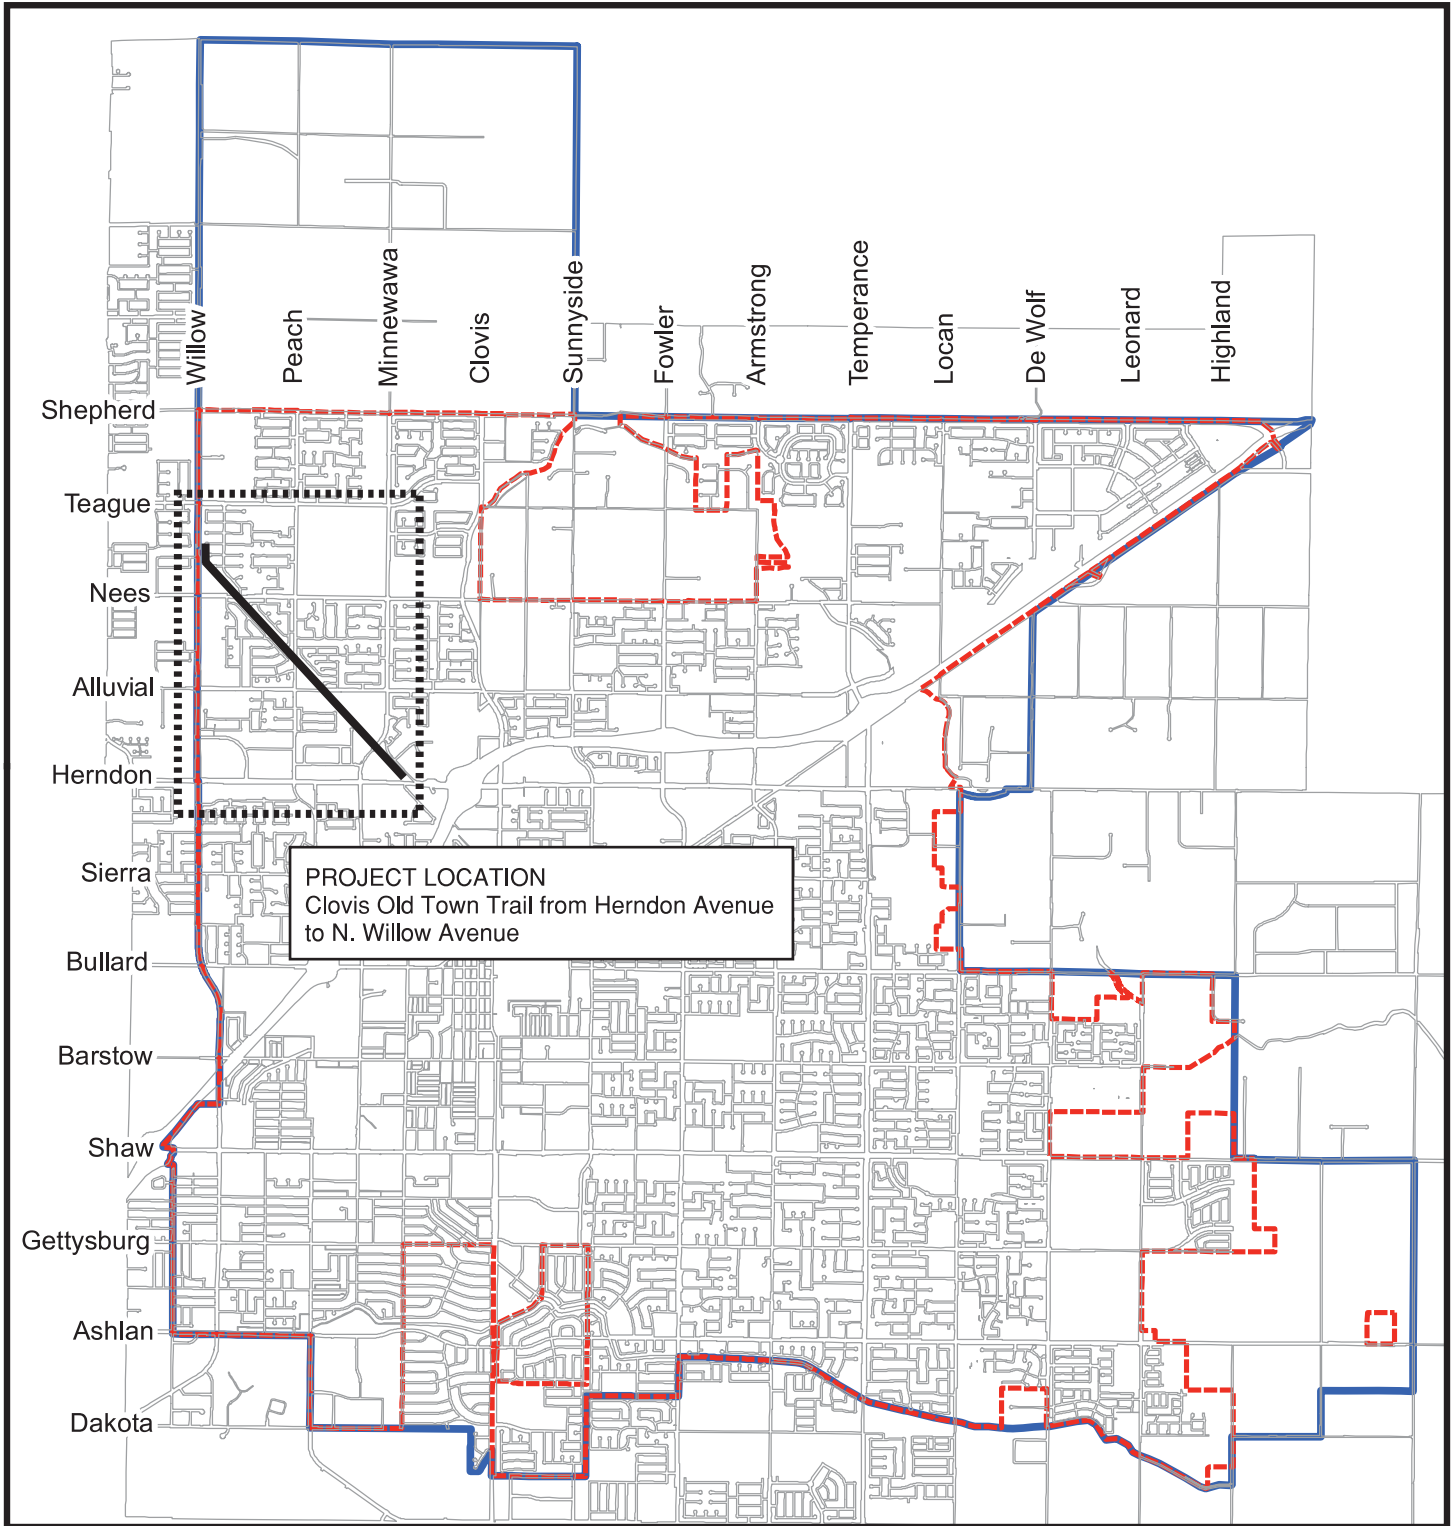 Willow
Peach
Minnewawa
Clovis
Sunnyside
Fowler
Armstrong
Temperance
Locan
De Wolf
Leonard
Highland
Shepherd
Teague
Nees
Alluvial
Herndon
Sierra
Bullard
Barstow
Shaw
Gettysburg
Ashlan
Dakota
PROJECT LOCATION
Clovis Old Town Trail from Herndon Avenue
to N. Willow Avenue